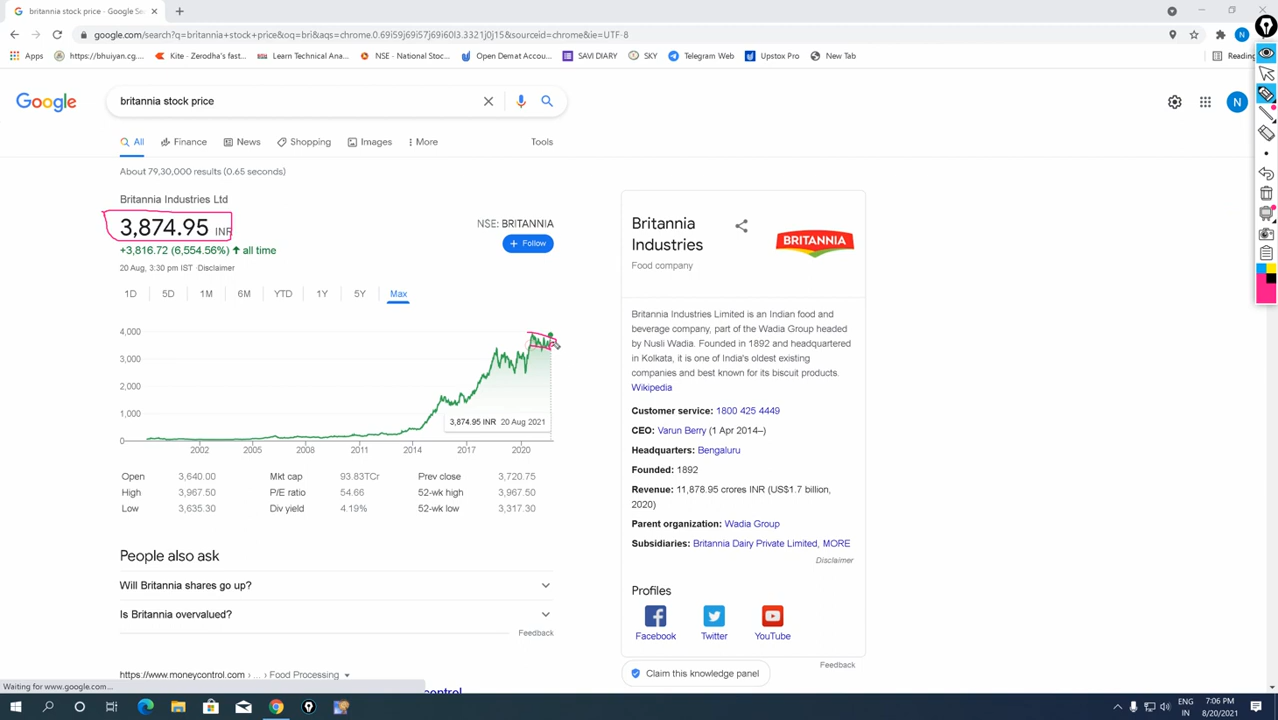 britannia stock price - Google Se
google.com/search?q=britannia+stock+price&oq=bri&aqs=chrome.0.69i59j69i57j69i60l3.3321j0j15&sourceid=chrome&ie=UTF-8
N
Apps https://bhuiyan.cg.... Kite - Zerodha's fast... Learn Technical Ana... NSE - National Stoc... Open Demat Accou... SAVI DIARY SKY Telegram Web Upstox Pro New Tab Reading
Google
britannia stock price
N
All Finance News Shopping Images More Tools
About 79,30,000 results (0.65 seconds)
Britannia Industries Ltd
3,874.95 INR
NSE: BRITANNIA
+3,816.72 (6,554.56%) all time
Follow
20 Aug, 3:30 pm IST · Disclaimer
1D 5D 1M 6M YTD 1Y 5Y Max
4,000
3,000
2,000
1,000
0
3,874.95 INR 20 Aug 2021
2002 2005 2008 2011 2014 2017 2020
Open 3,640.00 Mkt cap 93.83TCr Prev close 3,720.75
High 3,967.50 P/E ratio 54.66 52-wk high 3,967.50
Low 3,635.30 Div yield 4.19% 52-wk low 3,317.30
People also ask
Will Britannia shares go up?
Is Britannia overvalued?
Feedback
https://www.moneycontrol.com › ... › Food Processing
Waiting for www.google.com...
Britannia
Industries
BRITANNIA
Food company
Britannia Industries Limited is an Indian food and
beverage company, part of the Wadia Group headed
by Nusli Wadia. Founded in 1892 and headquartered
in Kolkata, it is one of India's oldest existing
companies and best known for its biscuit products.
Wikipedia
Customer service: 1800 425 4449
CEO: Varun Berry (1 Apr 2014–)
Headquarters: Bengaluru
Founded: 1892
Revenue: 11,878.95 crores INR (US$1.7 billion,
2020)
Parent organization: Wadia Group
Subsidiaries: Britannia Dairy Private Limited, MORE
Disclaimer
Profiles
Facebook Twitter YouTube
Feedback
Claim this knowledge panel
ENG
IN
7:06 PM
8/20/2021